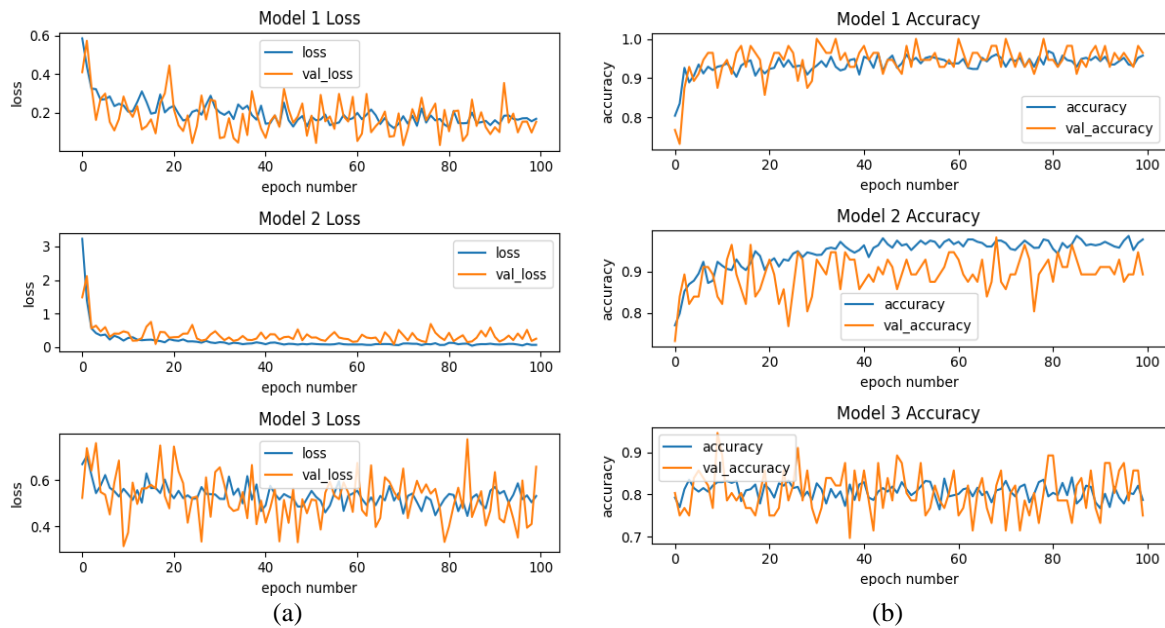 Model 1 Loss
0.6
0.4
0.2
loss
loss
val_loss
0 20 40 60 80 100
epoch number
Model 2 Loss
3
2
1
0
loss
loss
val_loss
0 20 40 60 80 100
epoch number
Model 3 Loss
0.6
0.4
loss
loss
val_loss
0 20 40 60 80 100
epoch number
(a)
Model 1 Accuracy
1.0
0.9
0.8
accuracy
accuracy
val_accuracy
0 20 40 60 80 100
epoch number
Model 2 Accuracy
0.9
0.8
accuracy
accuracy
val_accuracy
0 20 40 60 80 100
epoch number
Model 3 Accuracy
0.9
0.8
0.7
accuracy
accuracy
val_accuracy
0 20 40 60 80 100
epoch number
(b)